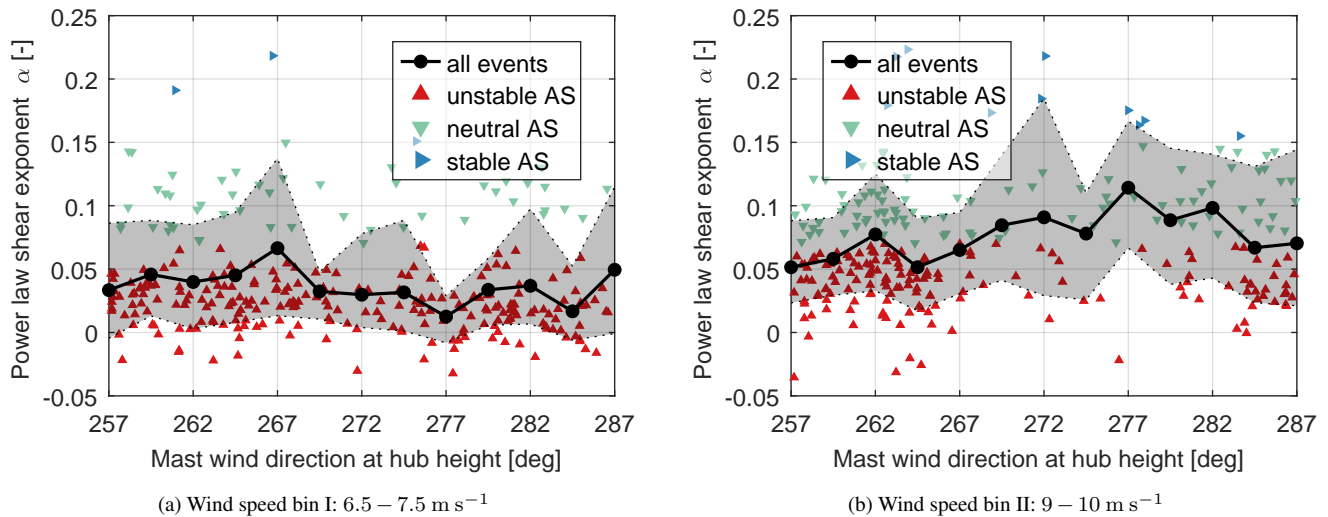 0.25
0.2
0.15
0.1
0.05
0
-0.05
Power law shear exponent α [-]
all events
unstable AS
neutral AS
stable AS
257 262 267 272 277 282 287
Mast wind direction at hub height [deg]
(a) Wind speed bin I: 6.5 − 7.5 m s⁻¹
0.25
0.2
0.15
0.1
0.05
0
-0.05
Power law shear exponent α [-]
all events
unstable AS
neutral AS
stable AS
257 262 267 272 277 282 287
Mast wind direction at hub height [deg]
(b) Wind speed bin II: 9 − 10 m s⁻¹